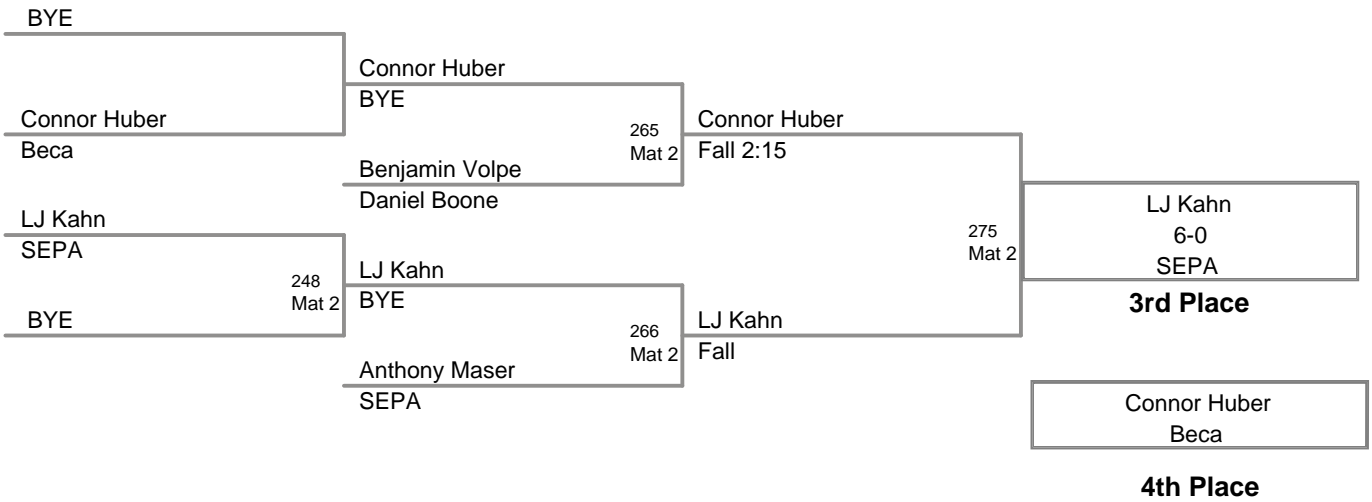 BYE
Connor Huber
Beca
LJ Kahn
SEPA
248
Mat 2
BYE
Connor Huber
BYE
265
Mat 2
Benjamin Volpe
Daniel Boone
LJ Kahn
BYE
266
Mat 2
Anthony Maser
SEPA
Connor Huber
Fall 2:15
275
Mat 2
LJ Kahn
Fall
LJ Kahn
6-0
SEPA
3rd Place
Connor Huber
Beca
4th Place